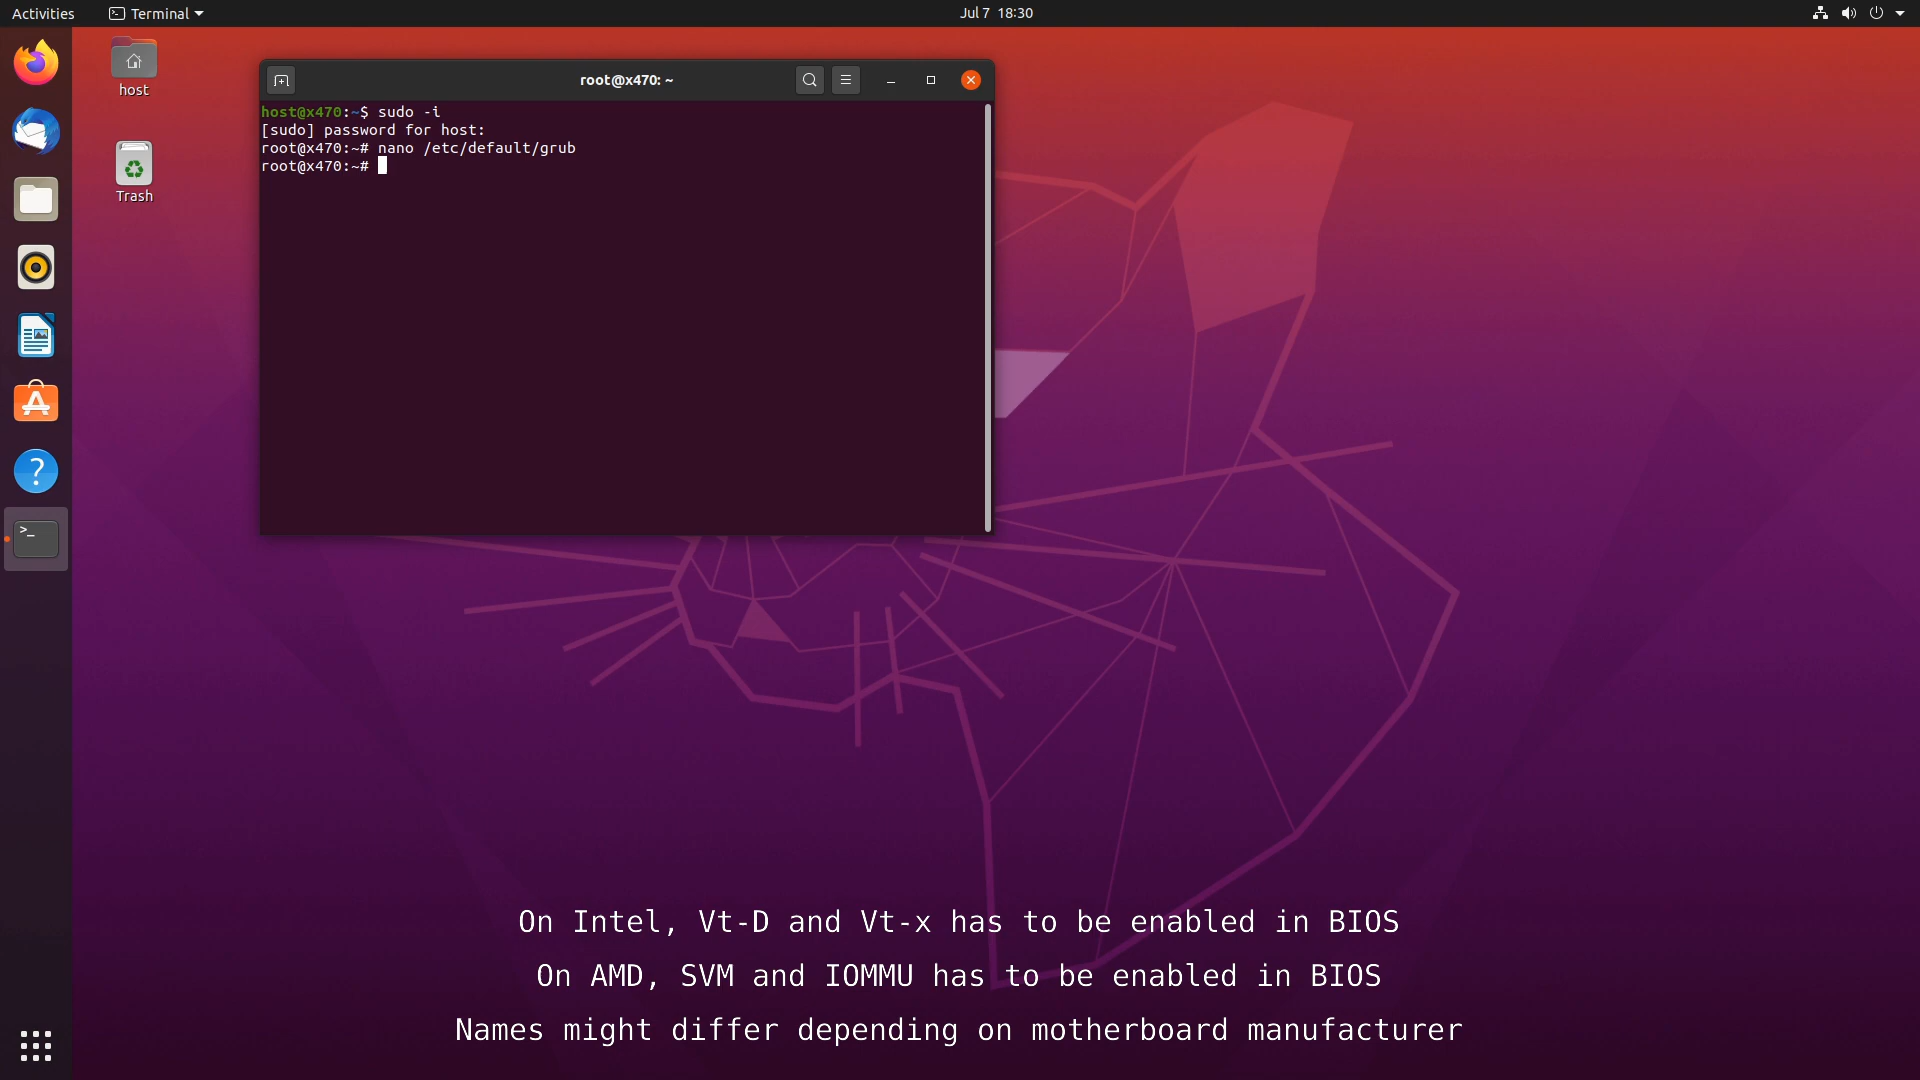 Activities
Terminal
Jul 7 18:30
host
Trash
root@x470: ~
host@x470:~$ sudo -i
[sudo] password for host:
root@x470:~# nano /etc/default/grub
root@x470:~#
>_
?
On Intel, Vt-D and Vt-x has to be enabled in BIOS
On AMD, SVM and IOMMU has to be enabled in BIOS
Names might differ depending on motherboard manufacturer